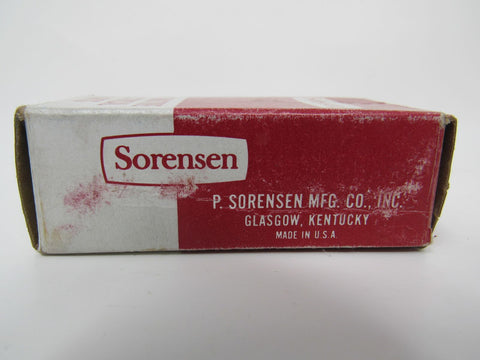 Sorensen
P. SORENSEN MFG. CO., INC.
GLASGOW, KENTUCKY
MADE IN U.S.A.